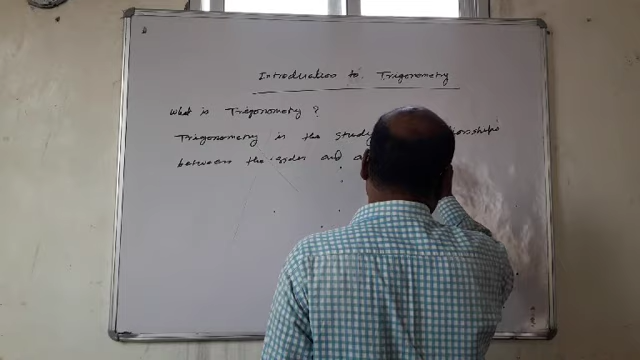 Introduction to Trigonometry
What is Trigonometry ?
Trigonometry is the study
between the sides and